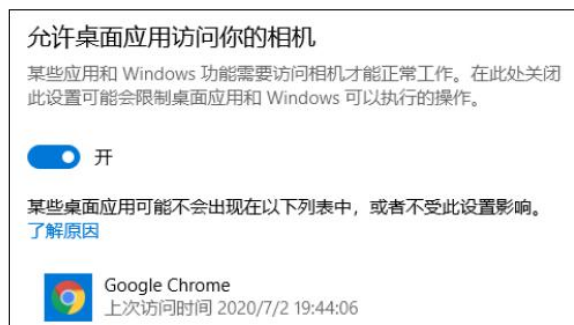 允许桌面应用访问你的相机
某些应用和 Windows 功能需要访问相机才能正常工作。在此处关闭
此设置可能会限制桌面应用和 Windows 可以执行的操作。
开
某些桌面应用可能不会出现在以下列表中，或者不受此设置影响。
了解原因
Google Chrome
上次访问时间 2020/7/2 19:44:06